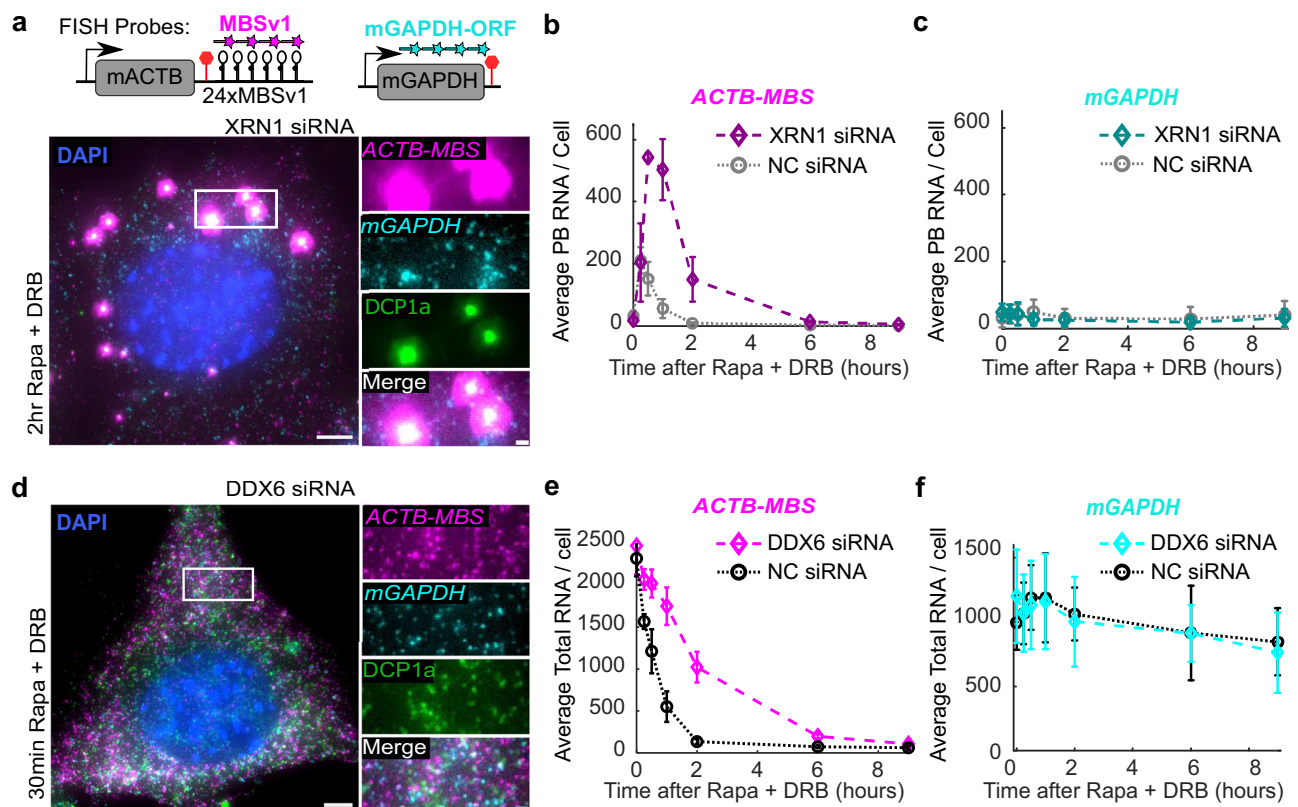 a
FISH Probes:
MBSv1
mACTB
24xMBSv1
mGAPDH-ORF
mGAPDH
XRN1 siRNA
2hr Rapa + DRB
DAPI
ACTB-MBS
mGAPDH
DCP1a
Merge
b
ACTB-MBS
XRN1 siRNA
NC siRNA
Average PB RNA / Cell
600
400
200
0
0 2 4 6 8
Time after Rapa + DRB (hours)
c
mGAPDH
XRN1 siRNA
NC siRNA
Average PB RNA / Cell
600
400
200
0
0 2 4 6 8
Time after Rapa + DRB (hours)
d
DDX6 siRNA
30min Rapa + DRB
DAPI
ACTB-MBS
mGAPDH
DCP1a
Merge
e
ACTB-MBS
DDX6 siRNA
NC siRNA
Average Total RNA / cell
2500
2000
1500
1000
500
0
0 2 4 6 8
Time after Rapa + DRB (hours)
f
mGAPDH
DDX6 siRNA
NC siRNA
Average Total RNA / cell
1500
1000
500
0
0 2 4 6 8
Time after Rapa + DRB (hours)